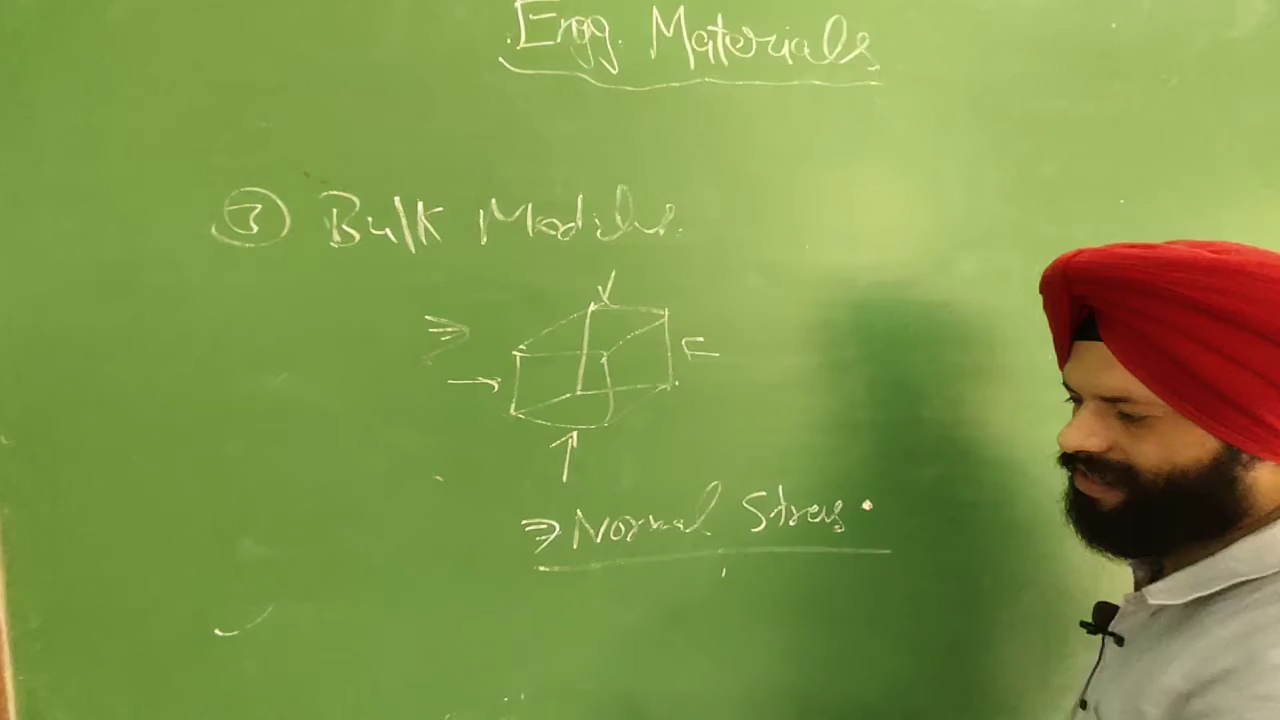 Engg. Materials
③ Bulk Modulus.
⇒ Normal Stress.